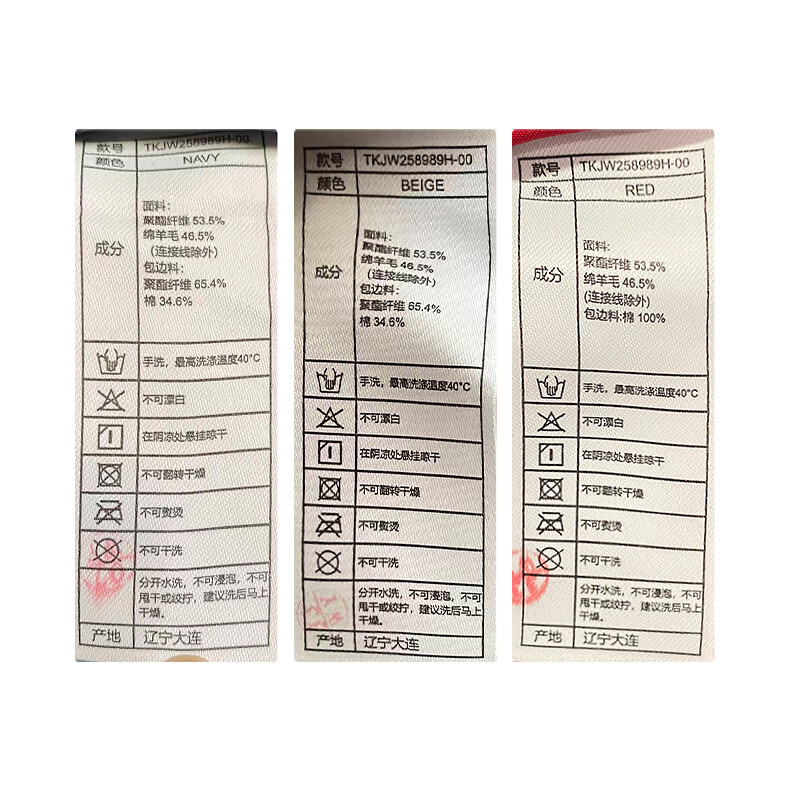 款号 TKJW258989H-00
颜色 NAVY
成分
面料:
聚酯纤维 53.5%
绵羊毛 46.5%
(连接线除外)
包边料:
聚酯纤维 65.4%
棉 34.6%
手洗，最高洗涤温度40°C
不可漂白
在阴凉处悬挂晾干
不可翻转干燥
不可熨烫
不可干洗
分开水洗，不可浸泡，不可
甩干或绞拧，建议洗后马上
干燥。
产地 辽宁大连
款号 TKJW258989H-00
颜色 BEIGE
成分
面料:
聚酯纤维 53.5%
绵羊毛 46.5%
(连接线除外)
包边料:
聚酯纤维 65.4%
棉 34.6%
手洗，最高洗涤温度40°C
不可漂白
在阴凉处悬挂晾干
不可翻转干燥
不可熨烫
不可干洗
分开水洗，不可浸泡，不可
甩干或绞拧，建议洗后马上
干燥。
产地 辽宁大连
款号 TKJW258989H-00
颜色 RED
成分
面料:
聚酯纤维 53.5%
绵羊毛 46.5%
(连接线除外)
包边料:棉 100%
手洗，最高洗涤温度40°C
不可漂白
在阴凉处悬挂晾干
不可翻转干燥
不可熨烫
不可干洗
分开水洗，不可浸泡，不可
甩干或绞拧，建议洗后马上
干燥。
产地 辽宁大连